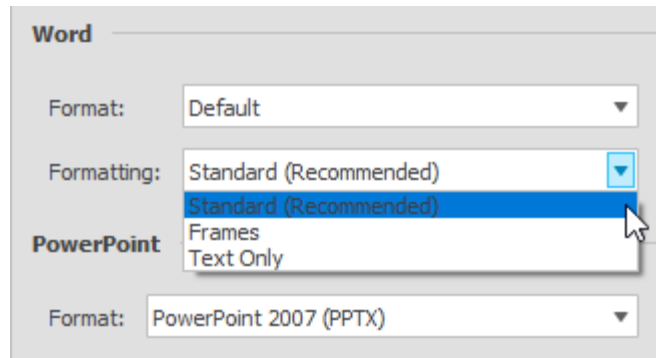 Word
Format: Default
Formatting: Standard (Recommended)
Standard (Recommended)
Frames
PowerPoint
Text Only
Format: PowerPoint 2007 (PPTX)